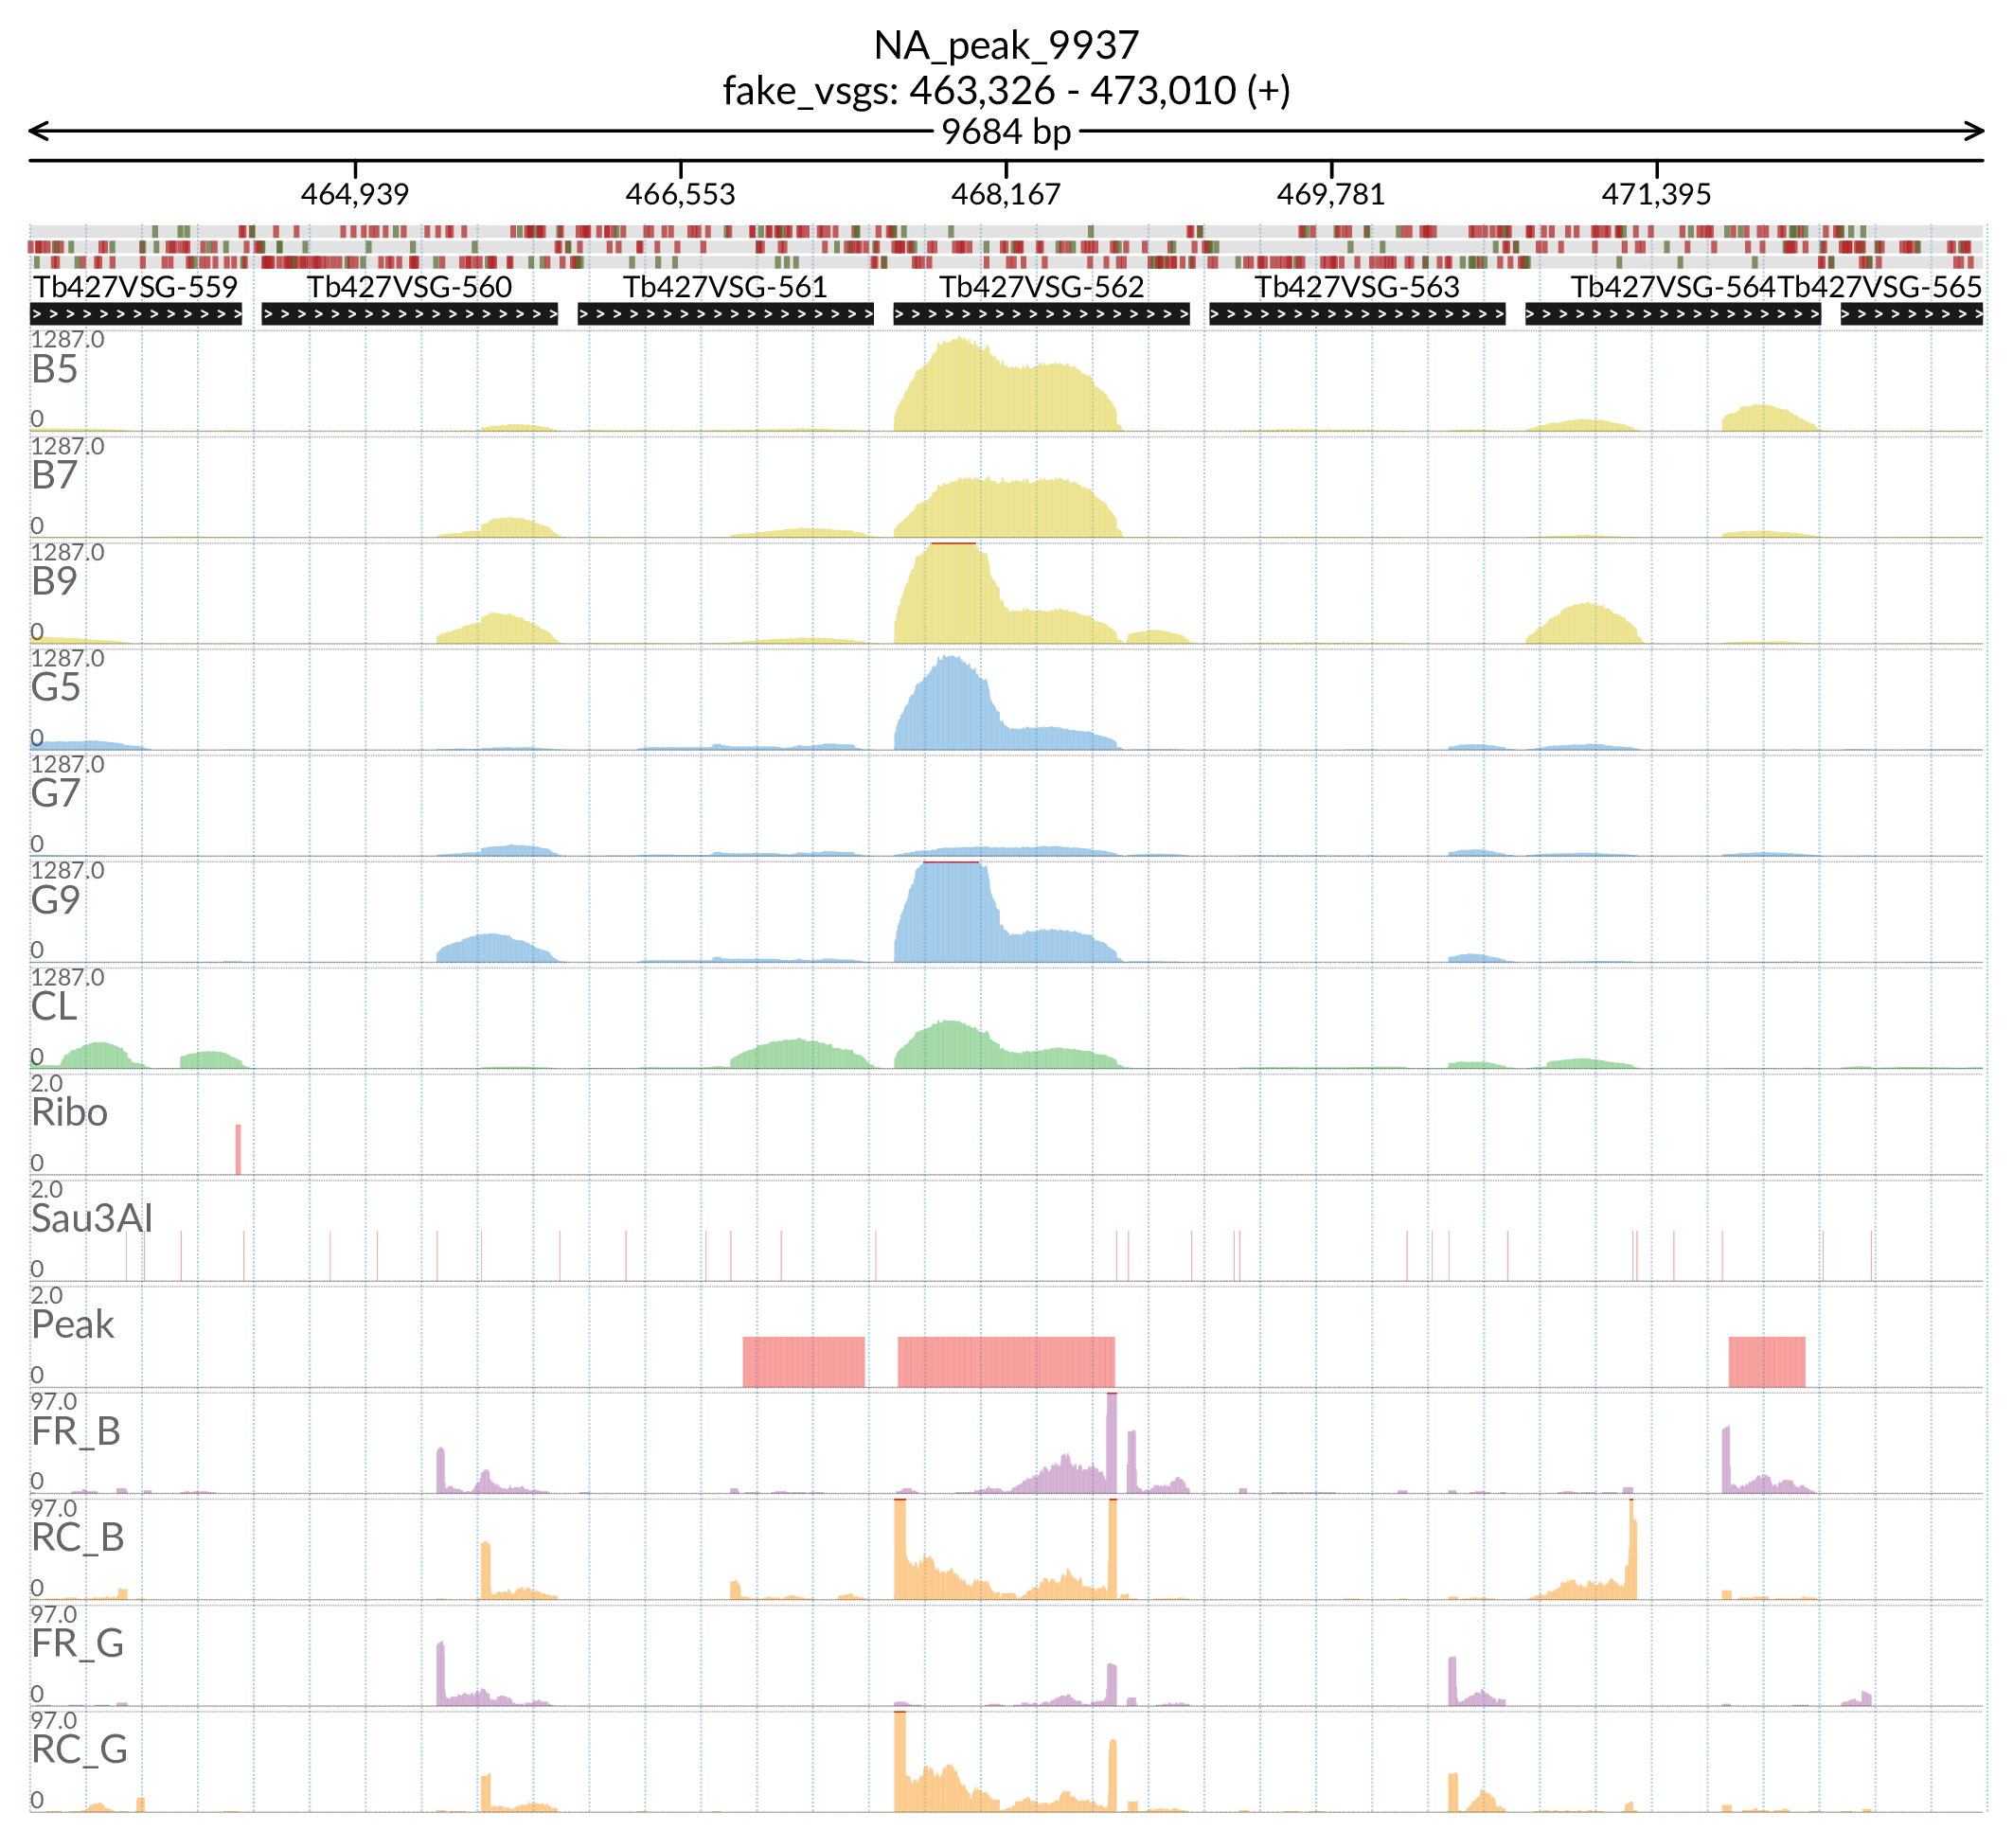 NA_peak_9937
fake_vsgs: 463,326 - 473,010 (+)
9684 bp
464,939 466,553 468,167 469,781 471,395
Tb427VSG-559 Tb427VSG-560 Tb427VSG-561 Tb427VSG-562 Tb427VSG-563 Tb427VSG-564 Tb427VSG-565
1287.0
B5
0
1287.0
B7
0
1287.0
B9
0
1287.0
G5
0
1287.0
G7
0
1287.0
G9
0
1287.0
CL
0
2.0
Ribo
0
2.0
Sau3AI
0
2.0
Peak
0
97.0
FR_B
0
97.0
RC_B
0
97.0
FR_G
0
97.0
RC_G
0